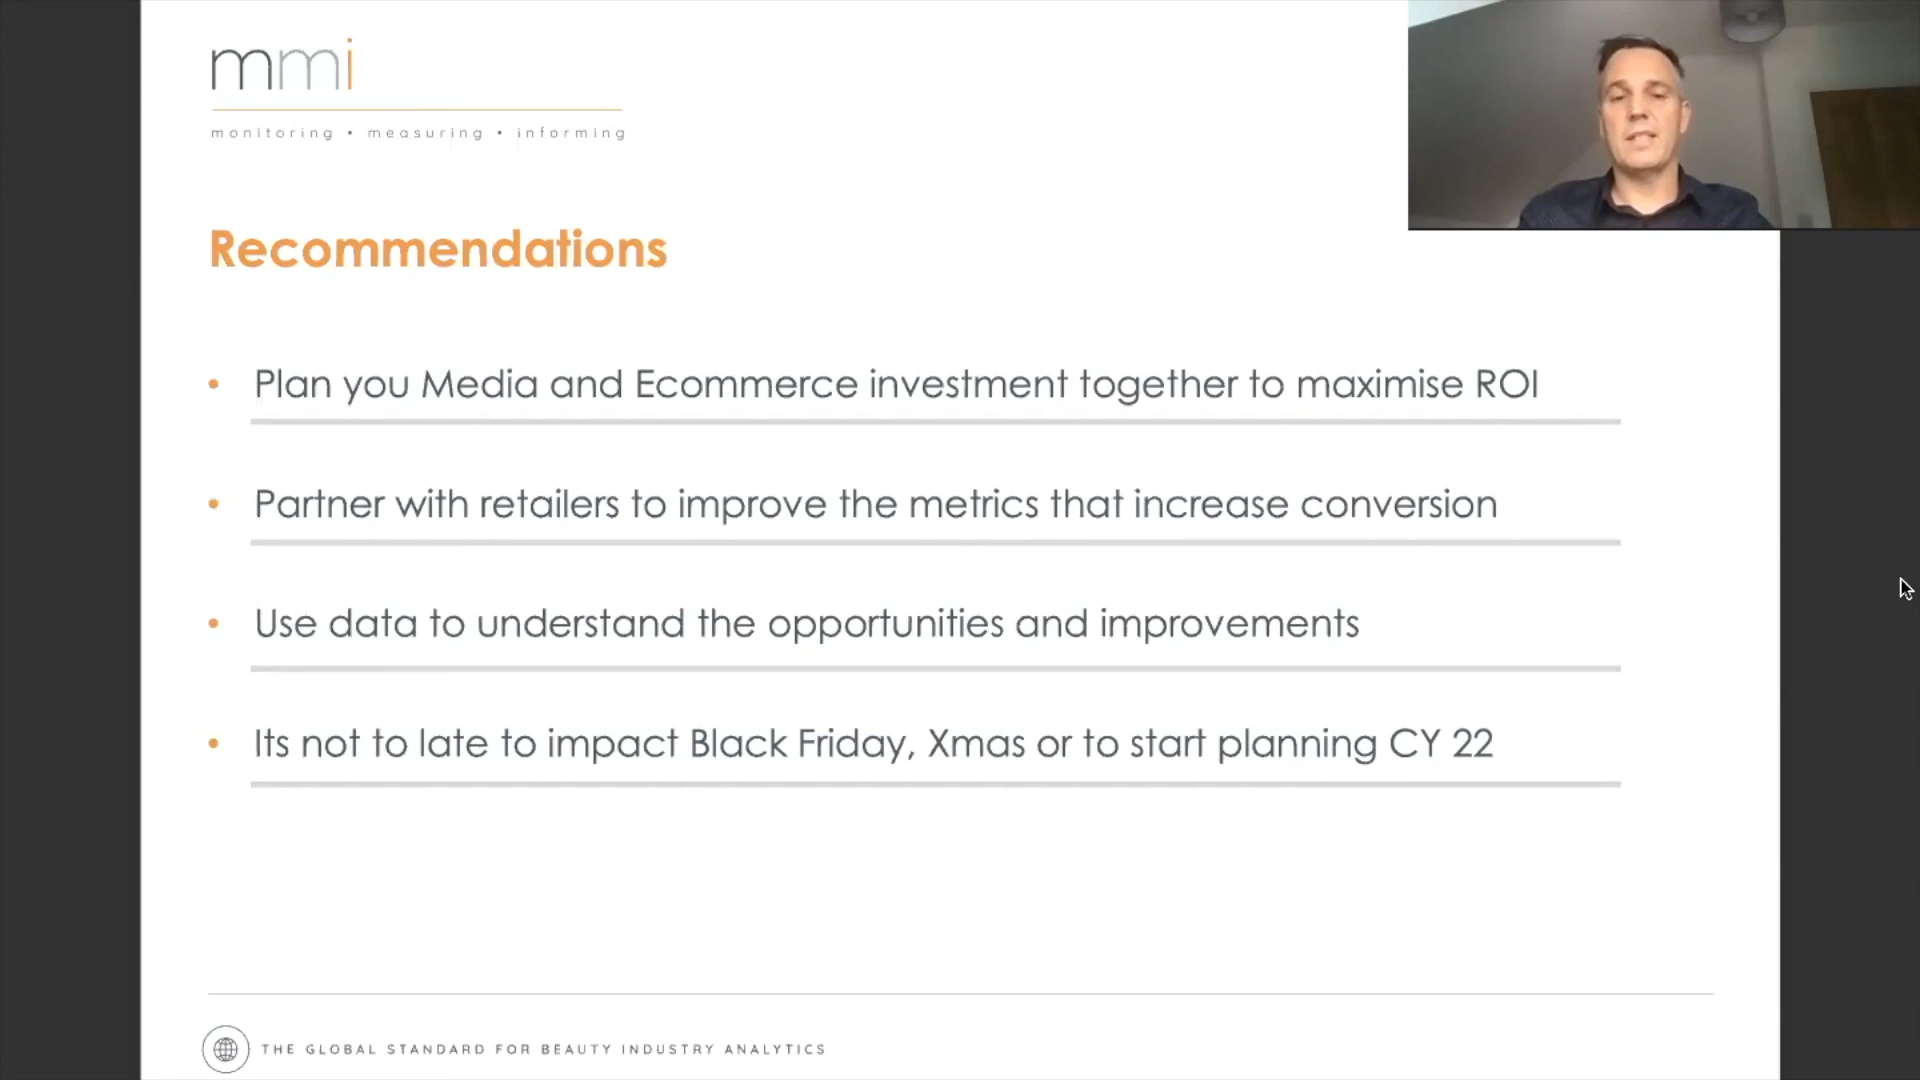 mmi
monitoring • measuring • informing
Recommendations
• Plan you Media and Ecommerce investment together to maximise ROI
• Partner with retailers to improve the metrics that increase conversion
• Use data to understand the opportunities and improvements
• Its not to late to impact Black Friday, Xmas or to start planning CY 22
THE GLOBAL STANDARD FOR BEAUTY INDUSTRY ANALYTICS